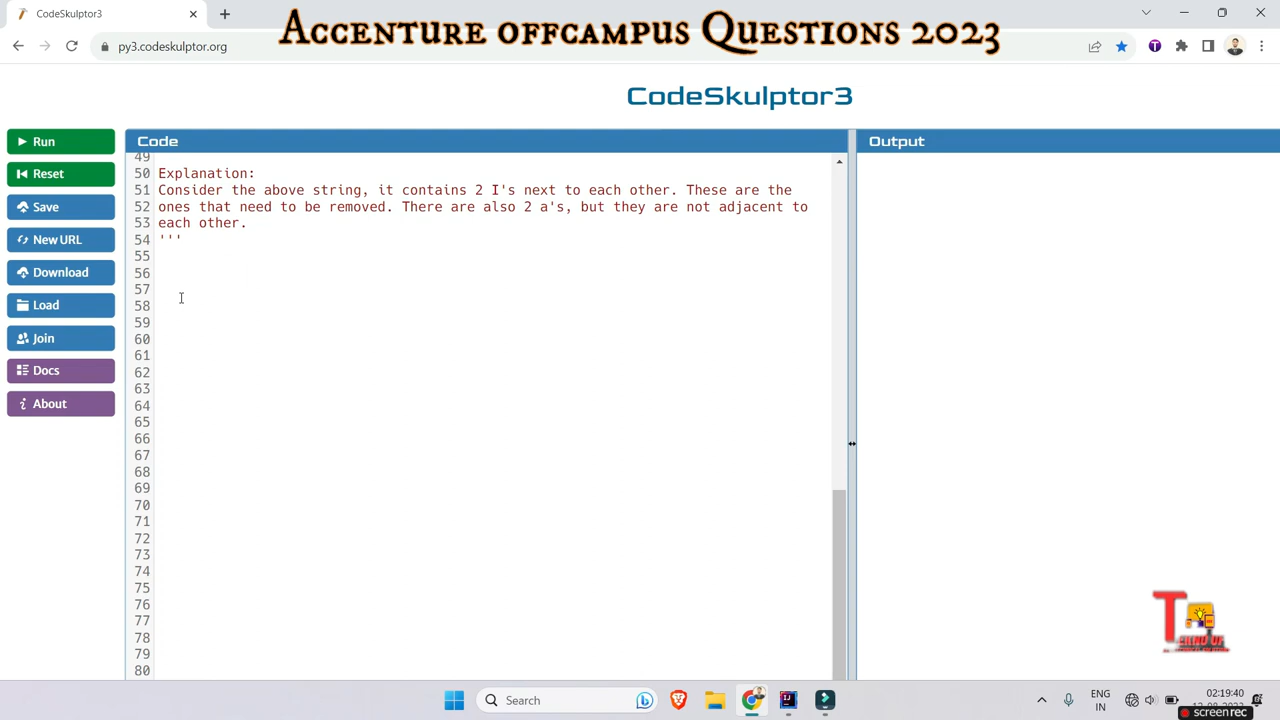 CodeSkulptor3
Accenture offcampus Questions 2023
py3.codeskulptor.org
CodeSkulptor3
Run
Reset
Save
New URL
Download
Load
Join
Docs
About
Code
Output
49
50 Explanation:
51 Consider the above string, it contains 2 I's next to each other. These are the
52 ones that need to be removed. There are also 2 a's, but they are not adjacent to
53 each other.
54 '''
55
56
57
58
59
60
61
62
63
64
65
66
67
68
69
70
71
72
73
74
75
76
77
78
79
80
Search
ENG
IN
02:19:40
screenrec